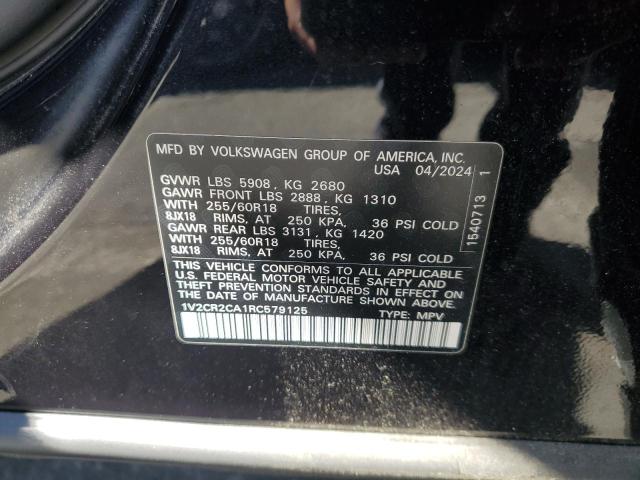 MFD BY VOLKSWAGEN GROUP OF AMERICA, INC.
USA 04/2024
GVWR LBS 5908, KG 2680
GAWR FRONT LBS 2888, KG 1310
WITH 255/60R18 TIRES,
8JX18 RIMS, AT 250 KPA, 36 PSI COLD
GAWR REAR LBS 3131, KG 1420
WITH 255/60R18 TIRES,
8JX18 RIMS, AT 250 KPA, 36 PSI COLD
THIS VEHICLE CONFORMS TO ALL APPLICABLE
U.S. FEDERAL MOTOR VEHICLE SAFETY AND
THEFT PREVENTION STANDARDS IN EFFECT ON
THE DATE OF MANUFACTURE SHOWN ABOVE.
1V2CR2CA1RC579125 TYPE: MPV
1540713 1